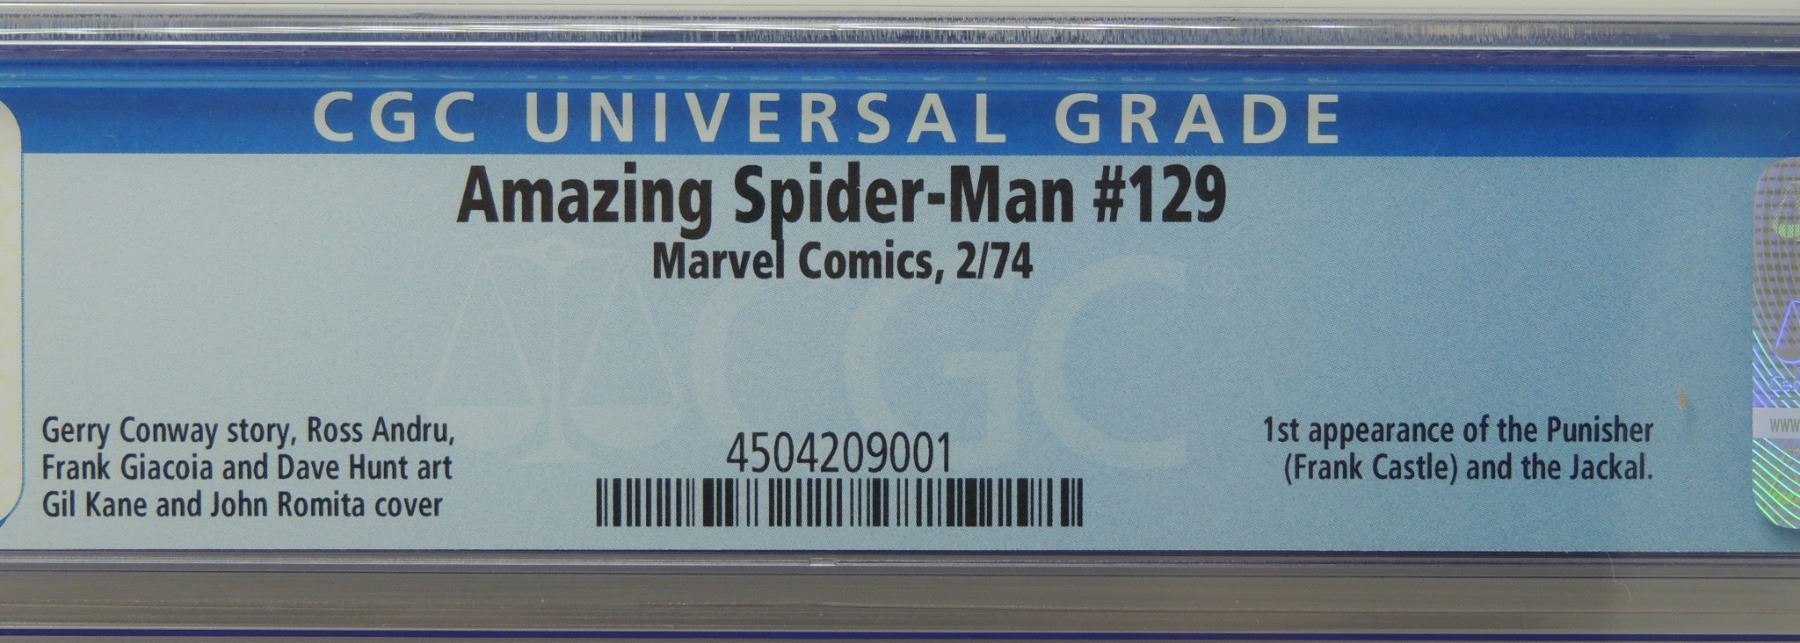 CGC UNIVERSAL GRADE
Amazing Spider-Man #129
Marvel Comics, 2/74
CGC®
Gerry Conway story, Ross Andru,
Frank Giacoia and Dave Hunt art
Gil Kane and John Romita cover
4504209001
1st appearance of the Punisher
(Frank Castle) and the Jackal.
www